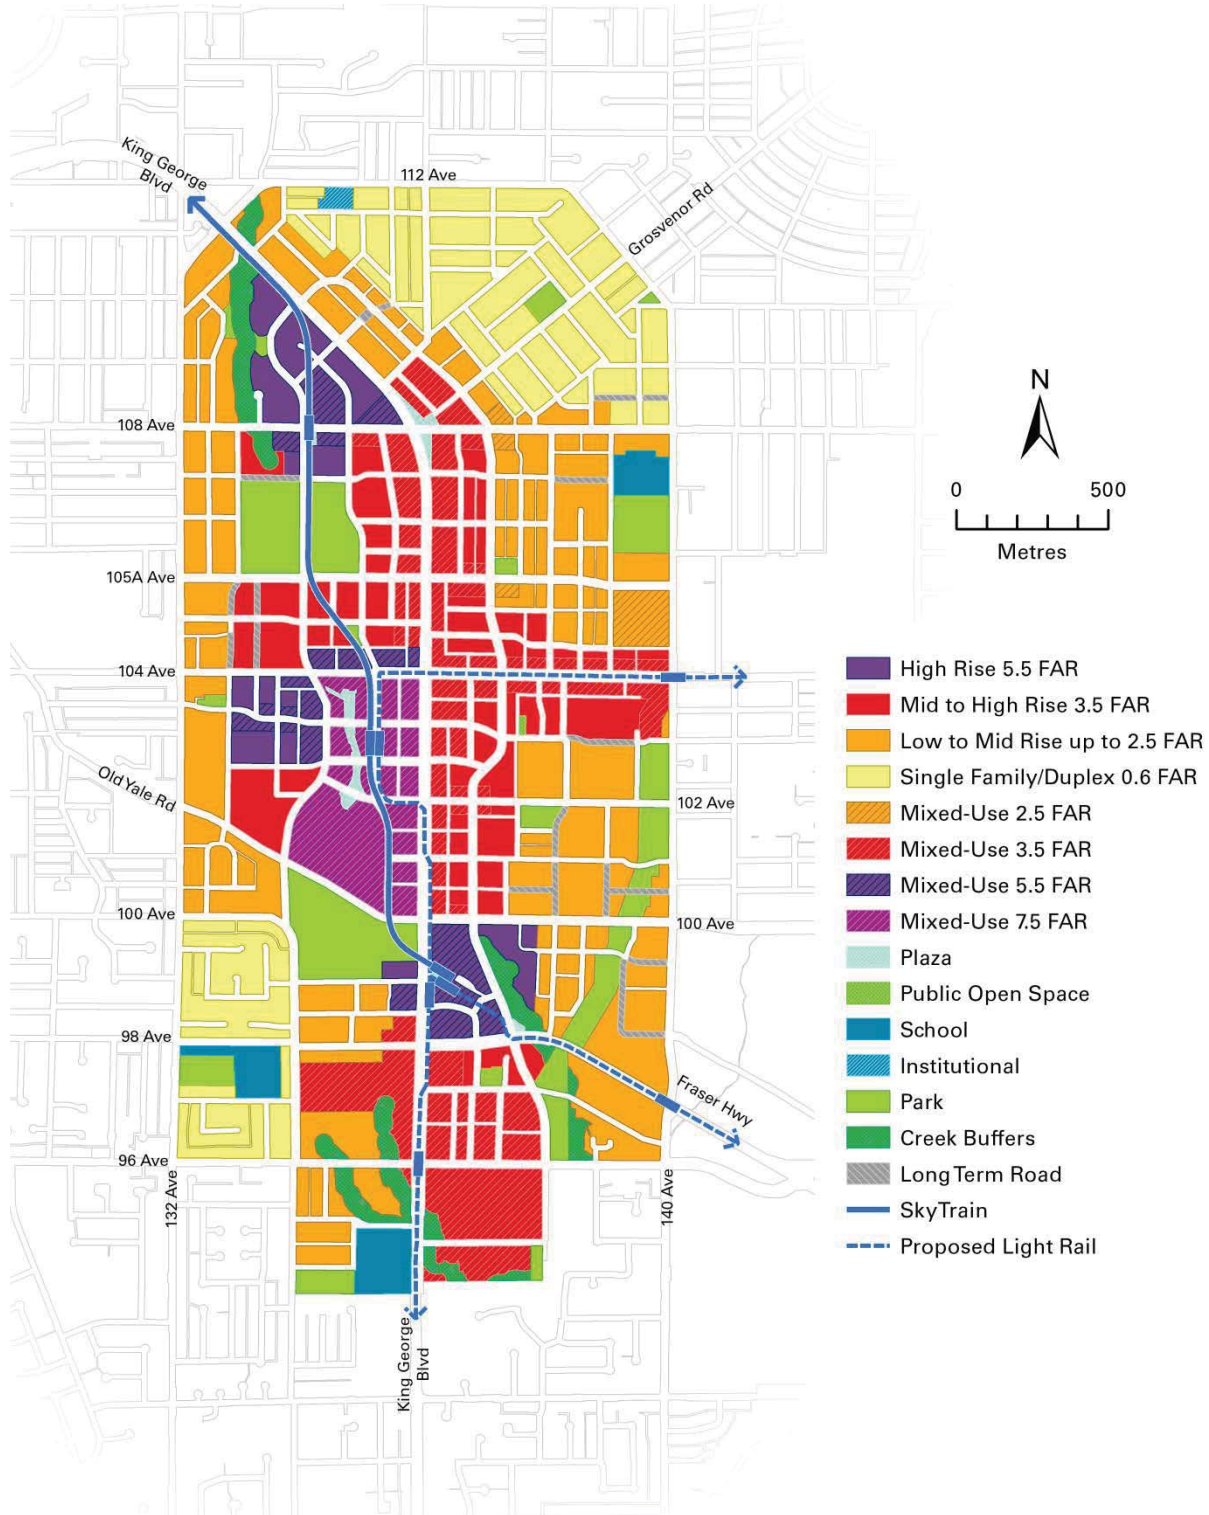 King George
Blvd
112 Ave
Grosvenor Rd
108 Ave
105A Ave
104 Ave
Old Yale Rd
102 Ave
100 Ave
100 Ave
98 Ave
Fraser Hwy
96 Ave
132 Ave
140 Ave
King George
Blvd
N
0 500
Metres
High Rise 5.5 FAR
Mid to High Rise 3.5 FAR
Low to Mid Rise up to 2.5 FAR
Single Family/Duplex 0.6 FAR
Mixed-Use 2.5 FAR
Mixed-Use 3.5 FAR
Mixed-Use 5.5 FAR
Mixed-Use 7.5 FAR
Plaza
Public Open Space
School
Institutional
Park
Creek Buffers
Long Term Road
SkyTrain
Proposed Light Rail